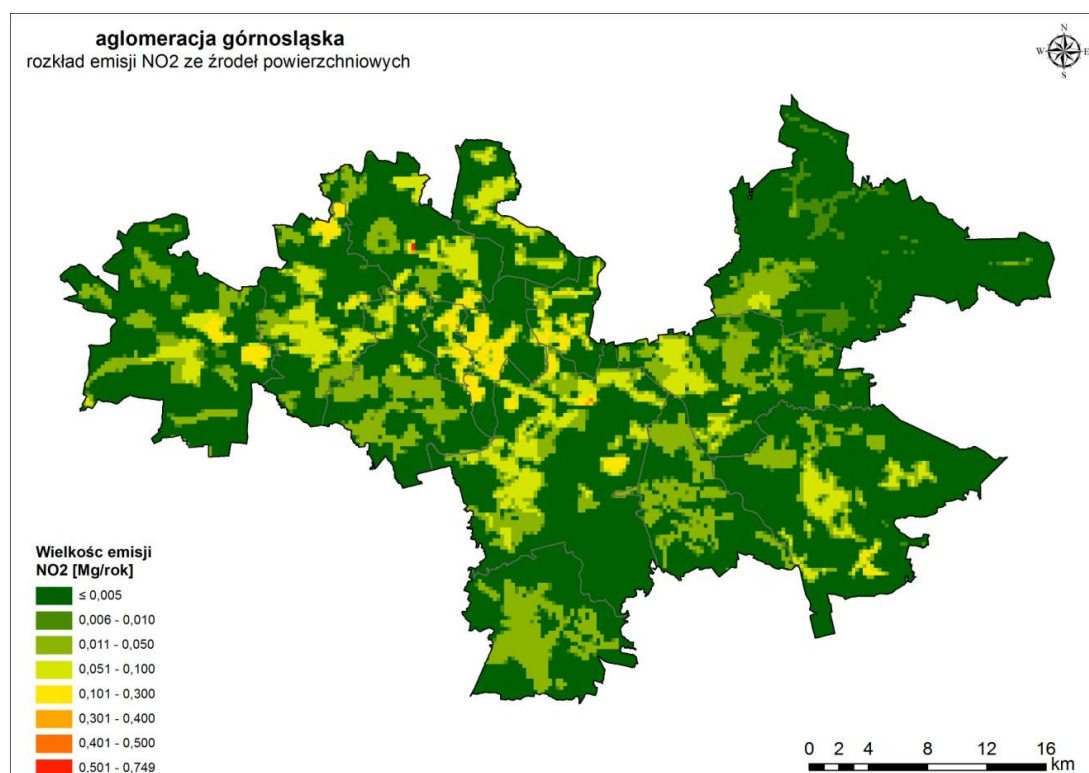 aglomeracja górnosląska
rozkład emisji NO2 ze źrodeł powierzchniowych
N
W E
S
Wielkośc emisji
NO2 [Mg/rok]
≤ 0,005
0,006 - 0,010
0,011 - 0,050
0,051 - 0,100
0,101 - 0,300
0,301 - 0,400
0,401 - 0,500
0,501 - 0,749
0 2 4 8 12 16
km